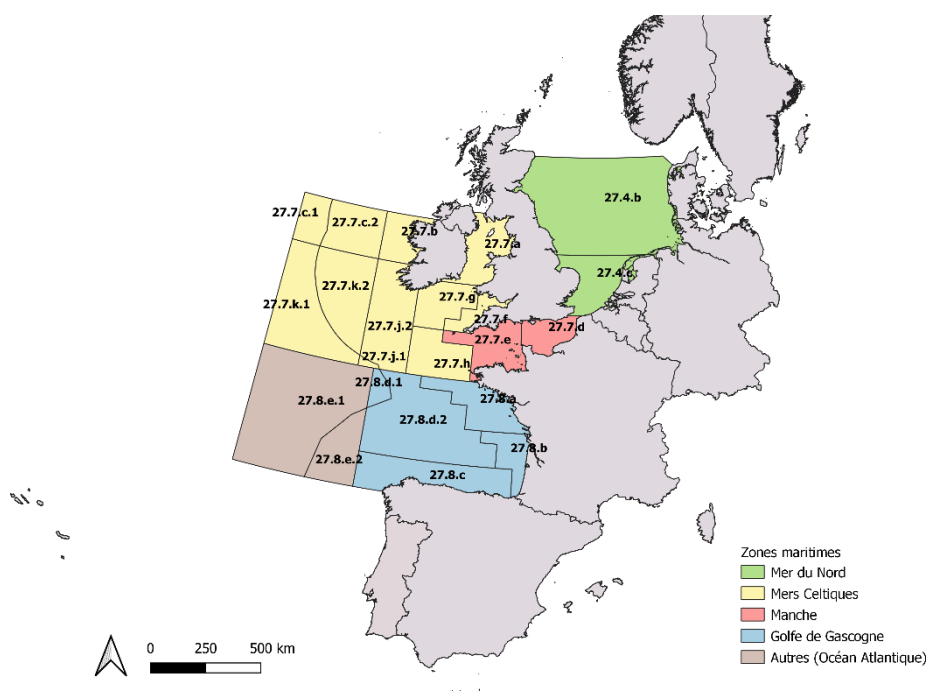 27.4.b
27.7.c.1
27.7.c.2
27.7.b
27.7.a
27.4.c
27.7.k.2
27.7.g
27.7.k.1
27.7.f
27.7.j.2
27.7.d
27.7.e
27.7.j.1
27.7.h
27.8.d.1
27.8.e.1
27.8.a
27.8.d.2
27.8.b
27.8.e.2
27.8.c
Zones maritimes
Mer du Nord
Mers Celtiques
Manche
Golfe de Gascogne
Autres (Océan Atlantique)
0 250 500 km